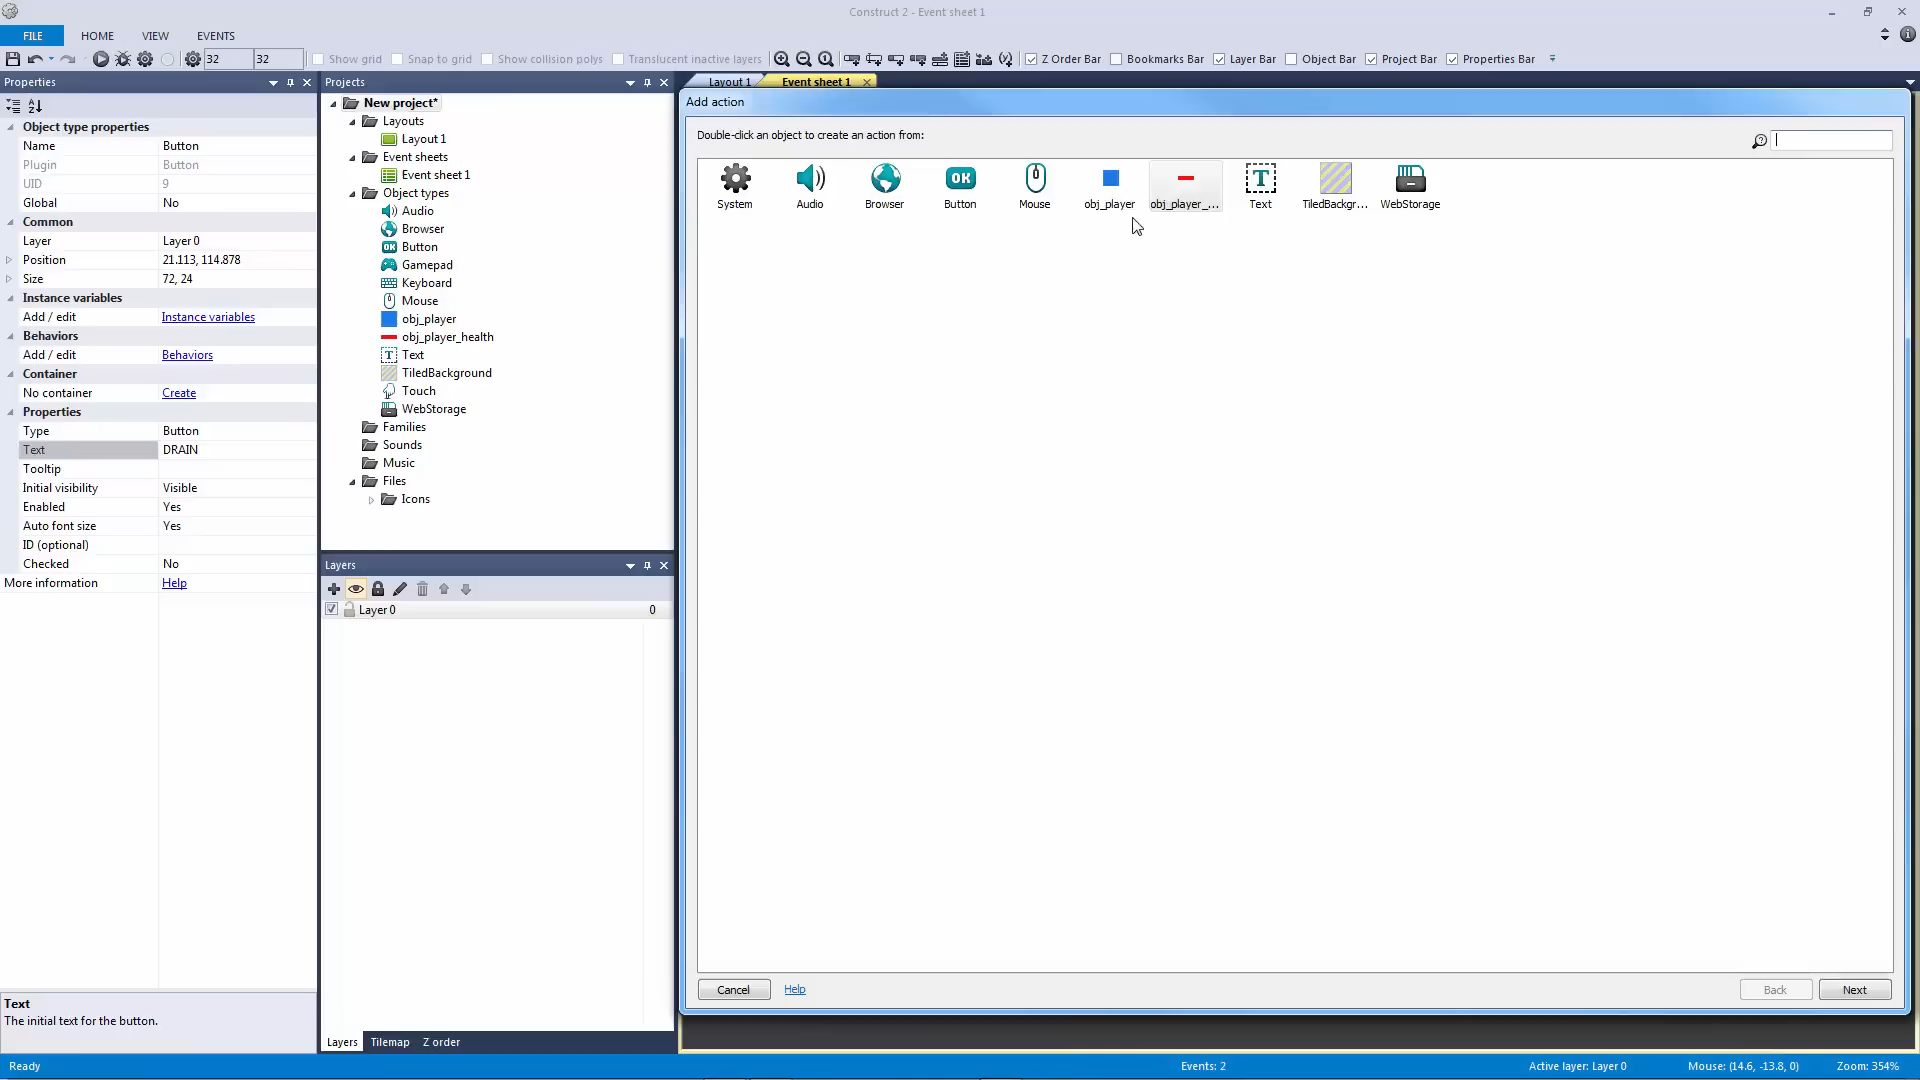 Construct 2 - Event sheet 1
FILE HOME VIEW EVENTS
32 32 Show grid Snap to grid Show collision polys Translucent inactive layers Z Order Bar Bookmarks Bar Layer Bar Object Bar Project Bar Properties Bar
Properties
Object type properties
Name Button
Plugin Button
UID 9
Global No
Common
Layer Layer 0
Position 21.113, 114.878
Size 72, 24
Instance variables
Add / edit Instance variables
Behaviors
Add / edit Behaviors
Container
No container Create
Properties
Type Button
Text DRAIN
Tooltip
Initial visibility Visible
Enabled Yes
Auto font size Yes
ID (optional)
Checked No
More information Help
Text
The initial text for the button.
Projects
New project*
Layouts
Layout 1
Event sheets
Event sheet 1
Object types
Audio
Browser
Button
Gamepad
Keyboard
Mouse
obj_player
obj_player_health
Text
TiledBackground
Touch
WebStorage
Families
Sounds
Music
Files
Icons
Layers
Layer 0 0
Layers Tilemap Z order
Layout 1 Event sheet 1
Add action
Double-click an object to create an action from:
System Audio Browser Button Mouse obj_player obj_player_... Text TiledBackgr... WebStorage
Cancel Help Back Next
Ready Events: 2 Active layer: Layer 0 Mouse: (14.6, -13.8, 0) Zoom: 354%